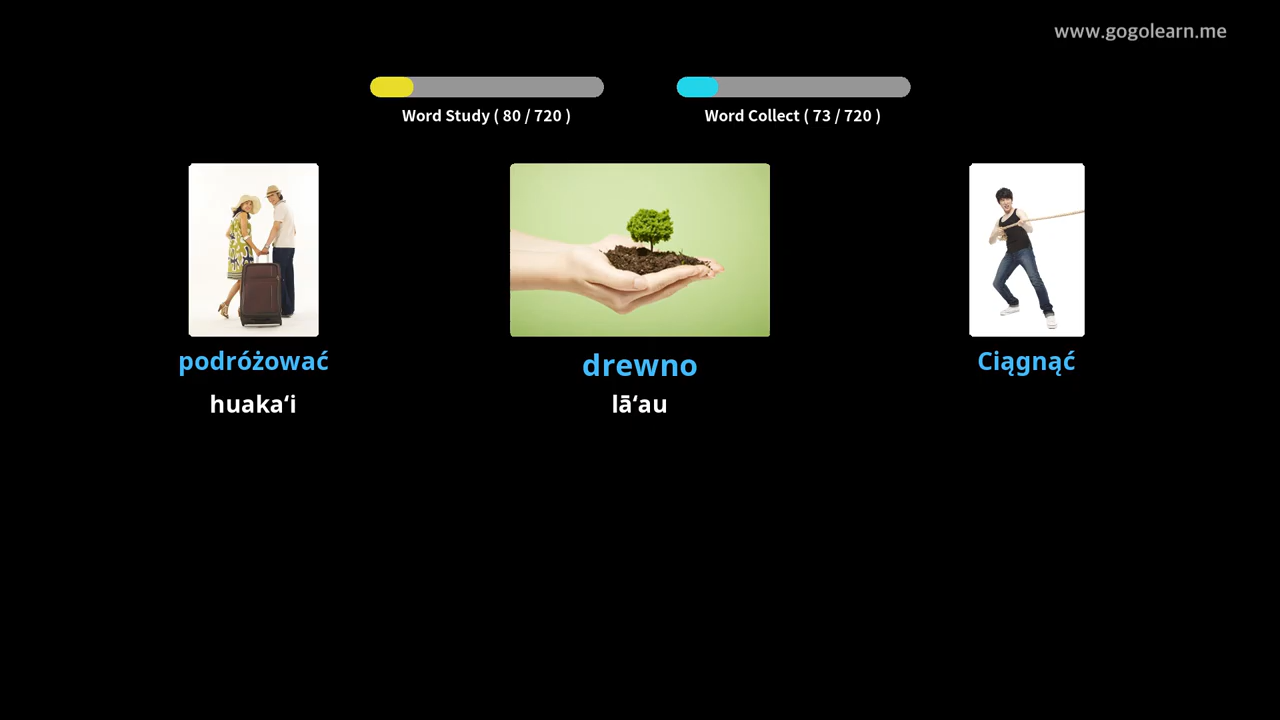 www.gogolearn.me
Word Study ( 80 / 720 )
Word Collect ( 73 / 720 )
podróżować
drewno
Ciągnąć
huakaʻi
lāʻau